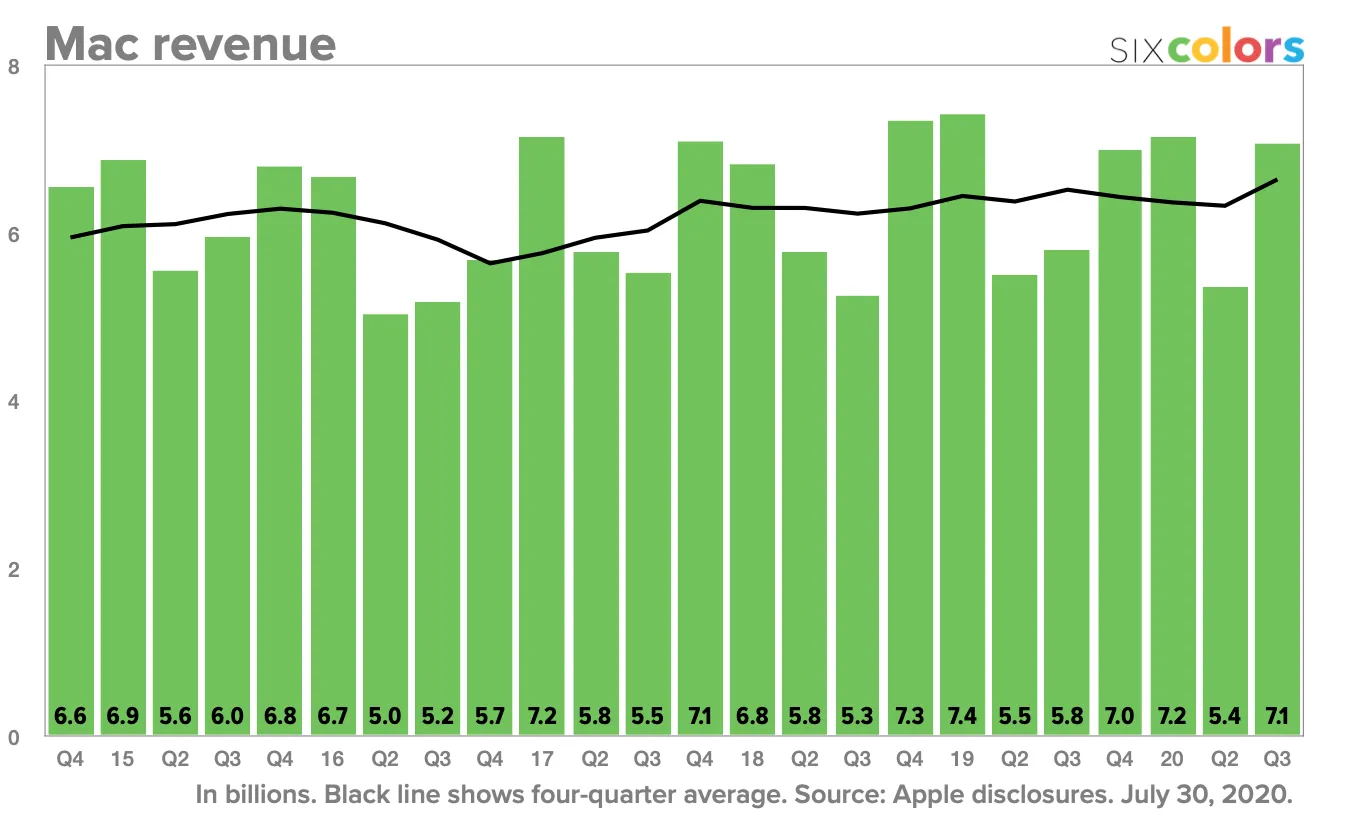 Mac revenue
SIXcolors
8
6
4
2
0
6.6 6.9 5.6 6.0 6.8 6.7 5.0 5.2 5.7 7.2 5.8 5.5 7.1 6.8 5.8 5.3 7.3 7.4 5.5 5.8 7.0 7.2 5.4 7.1
Q4 15 Q2 Q3 Q4 16 Q2 Q3 Q4 17 Q2 Q3 Q4 18 Q2 Q3 Q4 19 Q2 Q3 Q4 20 Q2 Q3
In billions. Black line shows four-quarter average. Source: Apple disclosures. July 30, 2020.